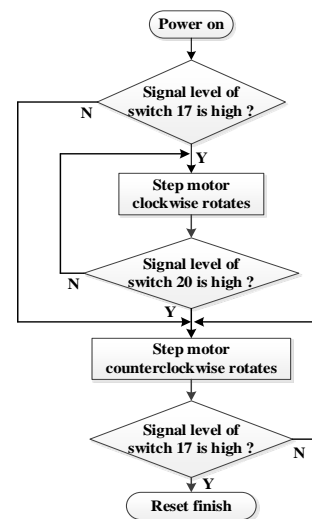 Power on
Signal level of
switch 17 is high ?
N
Y
Step motor
clockwise rotates
Signal level of
switch 20 is high ?
N
Y
Step motor
counterclockwise rotates
Signal level of
switch 17 is high ?
N
Y
Reset finish